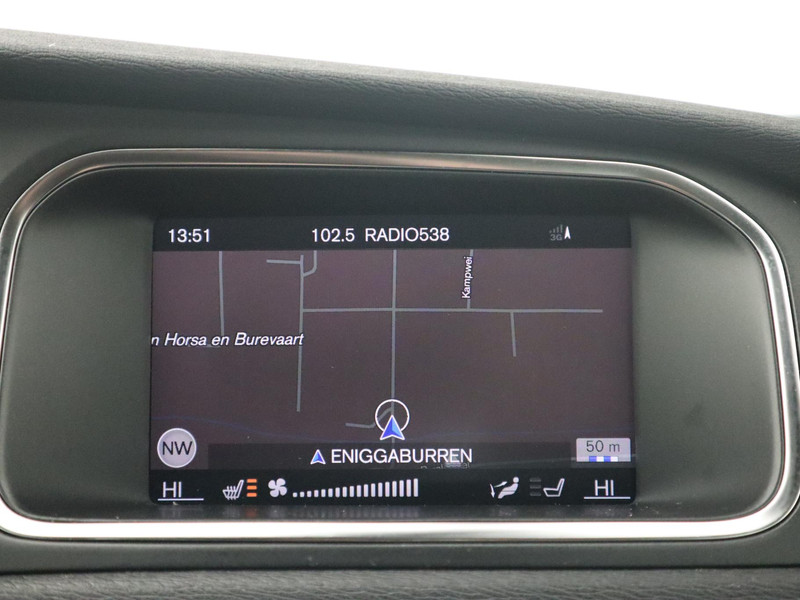 13:51
102.5 RADIO538
3G
Kampwei
n Horsa en Burevaart
NW
ENIGGABURREN
50 m
HI
HI